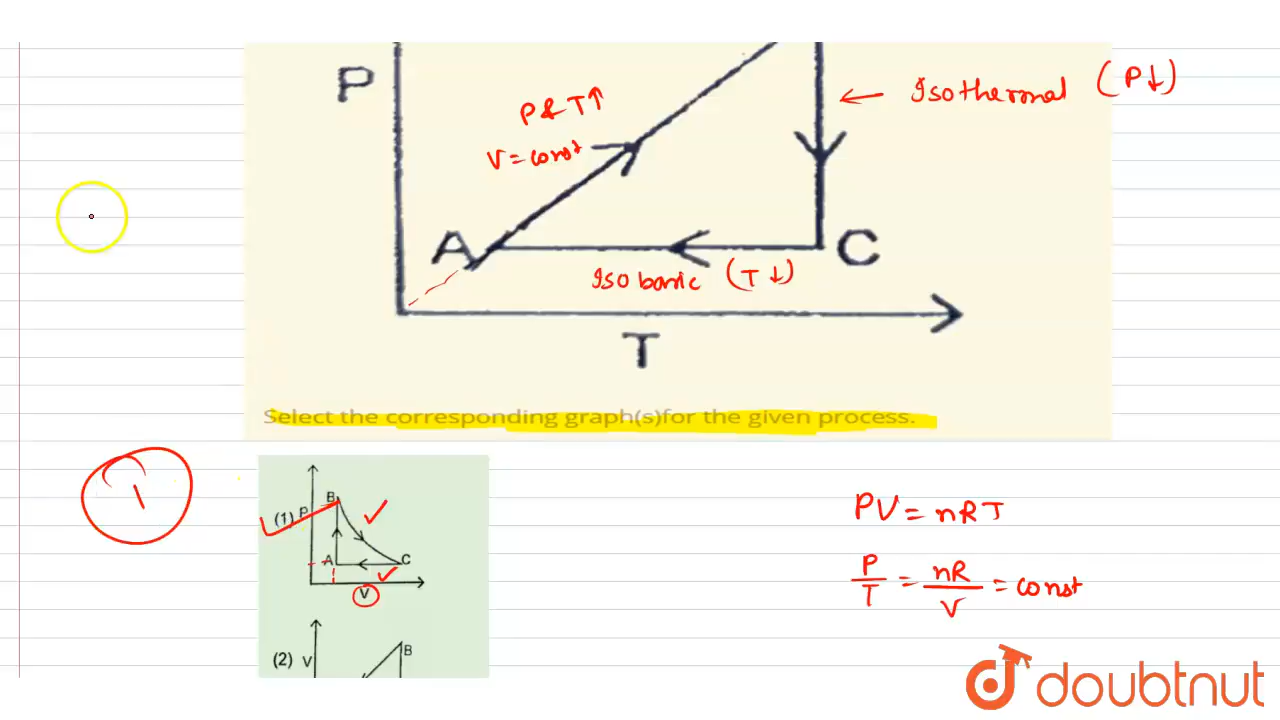 P
P & T↑
V = const
← Isothermal (P↓)
A
C
Isobaric (T↓)
T
Select the corresponding graph(s)for the given process.
1
(1) P
B
A
C
V
PV = nRT
P/T = nR/V = const
(2) V
B
doubtnut